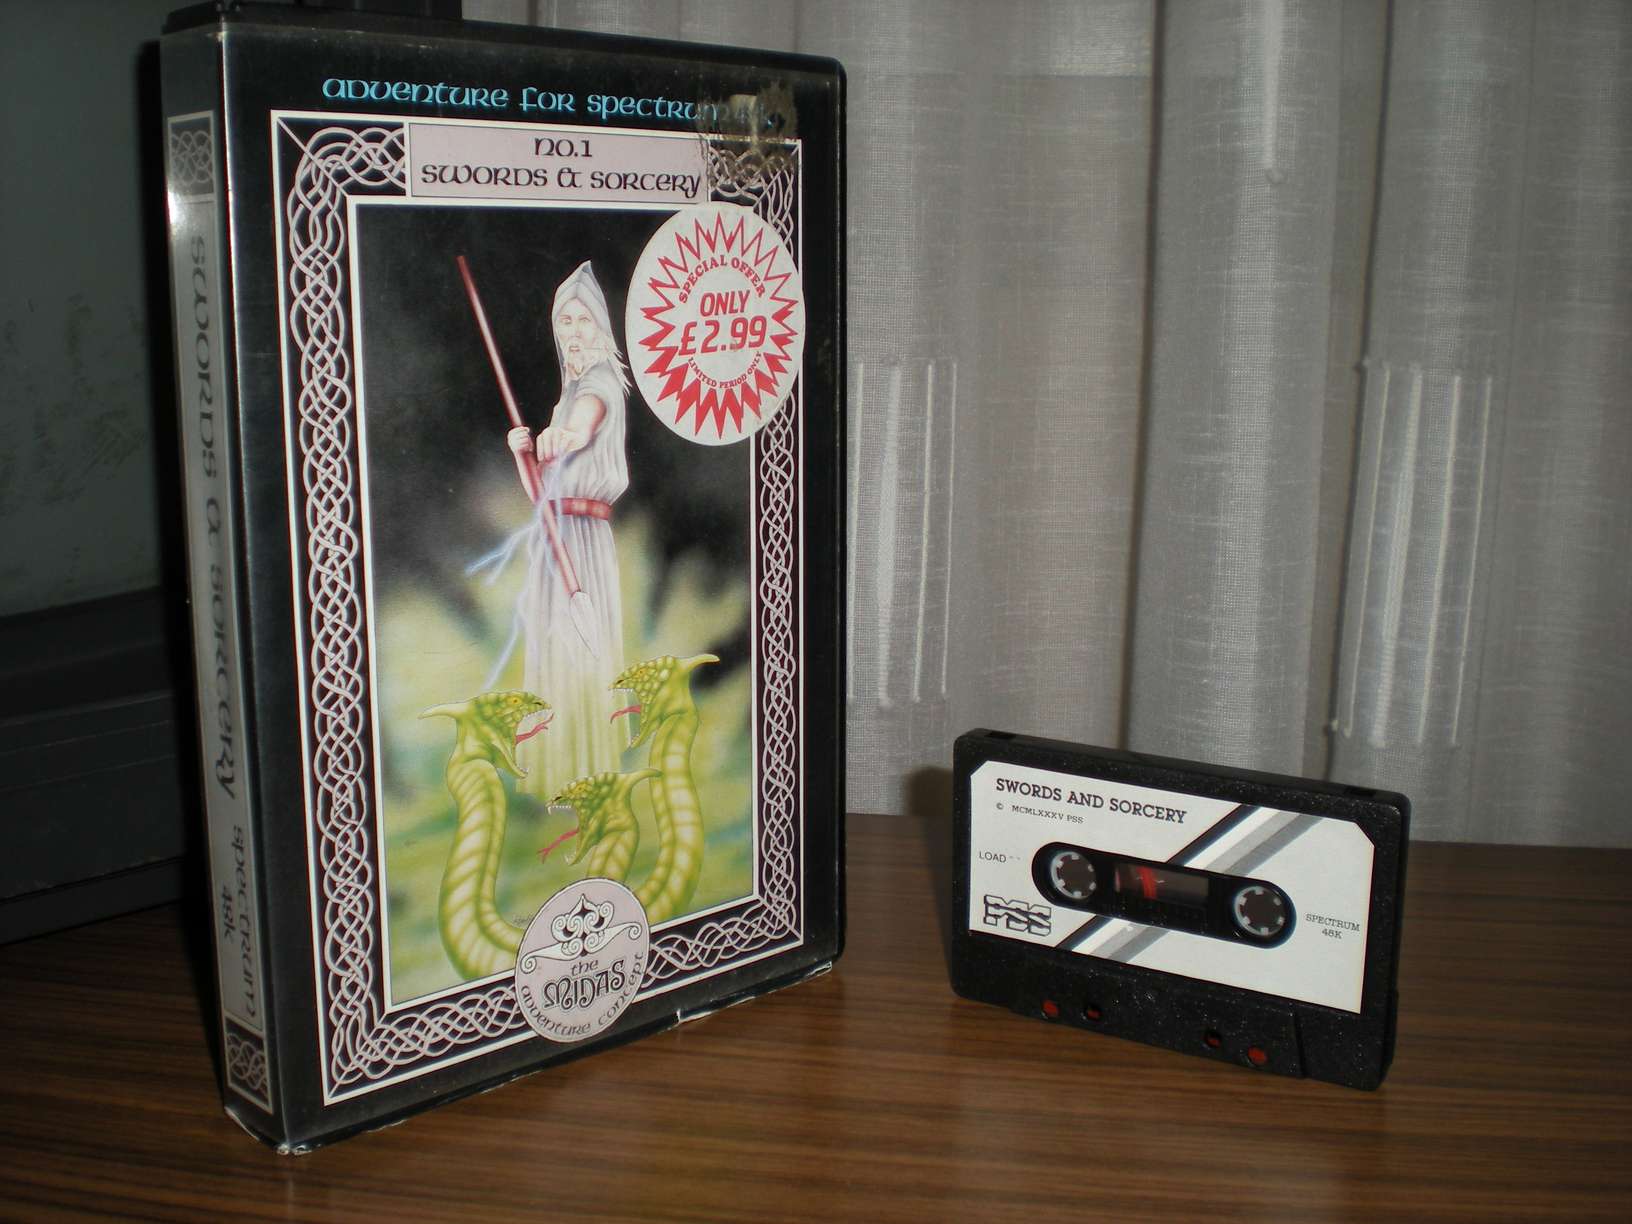 adventure for spectrum
no.1
swords & sorcery
SPECIAL OFFER
ONLY
£2.99
LIMITED PERIOD ONLY
the
MIDAS
adventure concept
swords & sorcery spectrum
48k
SWORDS AND SORCERY
© MCMLXXXV PSS
LOAD --
PSS
SPECTRUM
48K